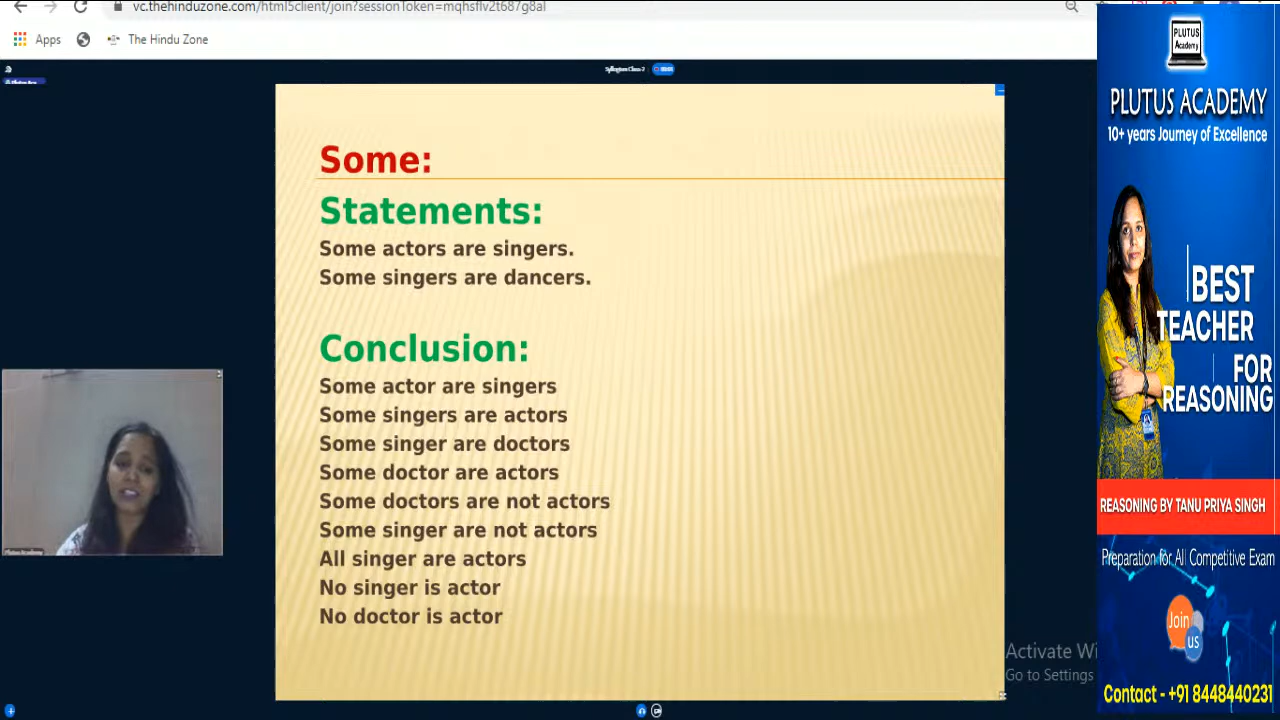 vc.thehinduzone.com/html5client/join?sessionToken=mqhsflv2t687g8al
Apps
The Hindu Zone
Some:
Statements:
Some actors are singers.
Some singers are dancers.
Conclusion:
Some actor are singers
Some singers are actors
Some singer are doctors
Some doctor are actors
Some doctors are not actors
Some singer are not actors
All singer are actors
No singer is actor
No doctor is actor
Plutus Academy
Activate Wi
Go to Settings
PLUTUS
Academy
PLUTUS ACADEMY
10+ years Journey of Excellence
BEST
TEACHER
FOR
REASONING
REASONING BY TANU PRIYA SINGH
Preparation for All Competitive Exam
Join
us
Contact - +91 8448440231